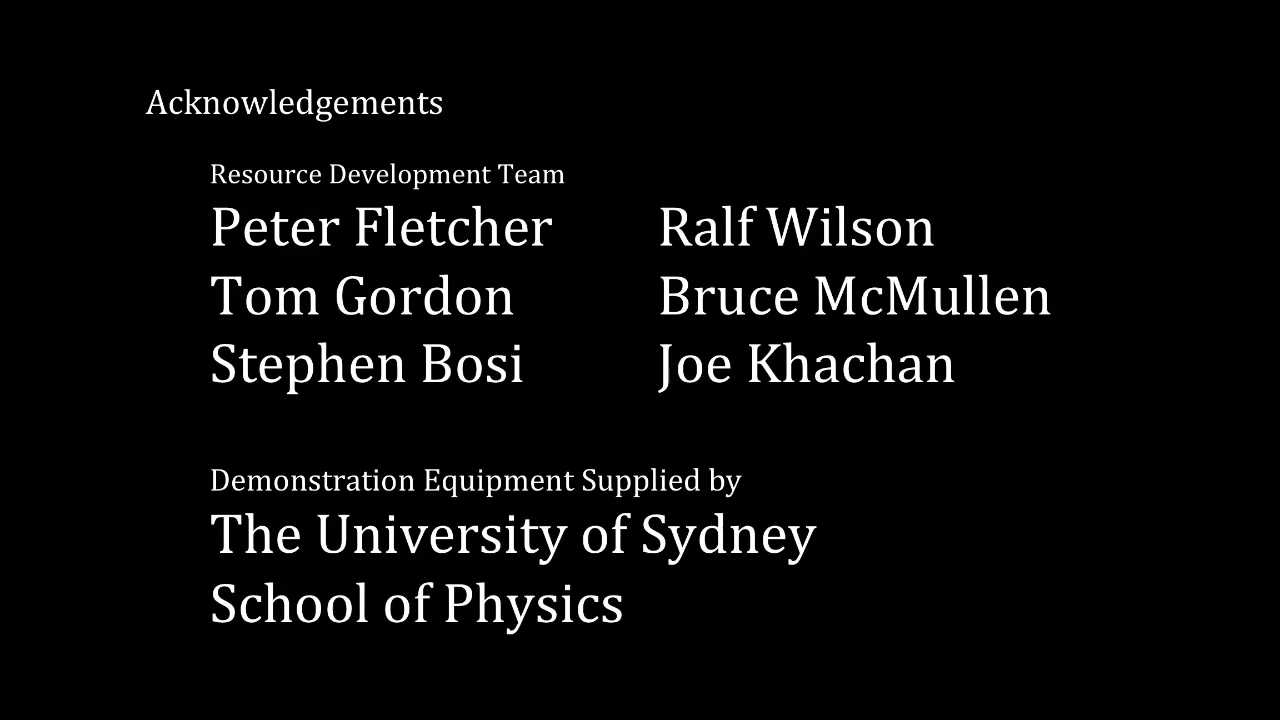 Acknowledgements
Resource Development Team
Peter Fletcher
Ralf Wilson
Tom Gordon
Bruce McMullen
Stephen Bosi
Joe Khachan
Demonstration Equipment Supplied by
The University of Sydney
School of Physics